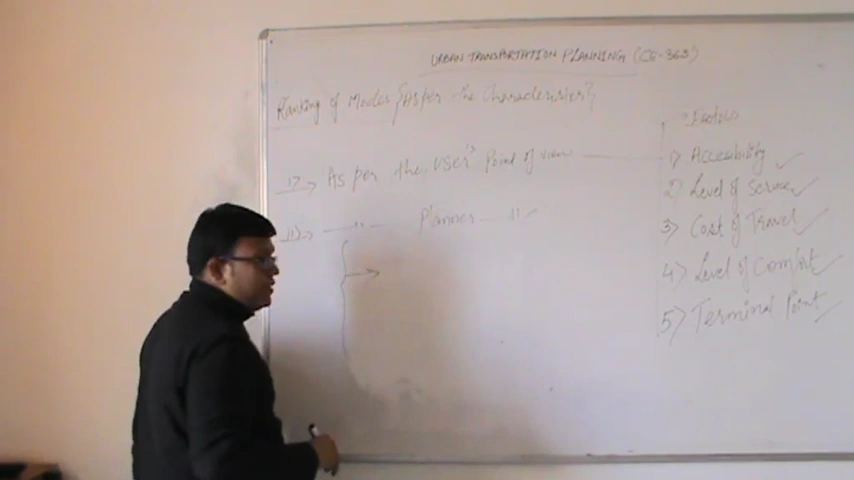 URBAN TRANSPORTATION PLANNING (CE-363)
Ranking of Modes {As per the Characteristics}
i) → As per the user's Point of view
ii) → — " — Planner — " —
Factors
1) Accessibility ✓
2) Level of Service ✓
3) Cost of Travel ✓
4) Level of Comfort ✓
5) Terminal Point ✓